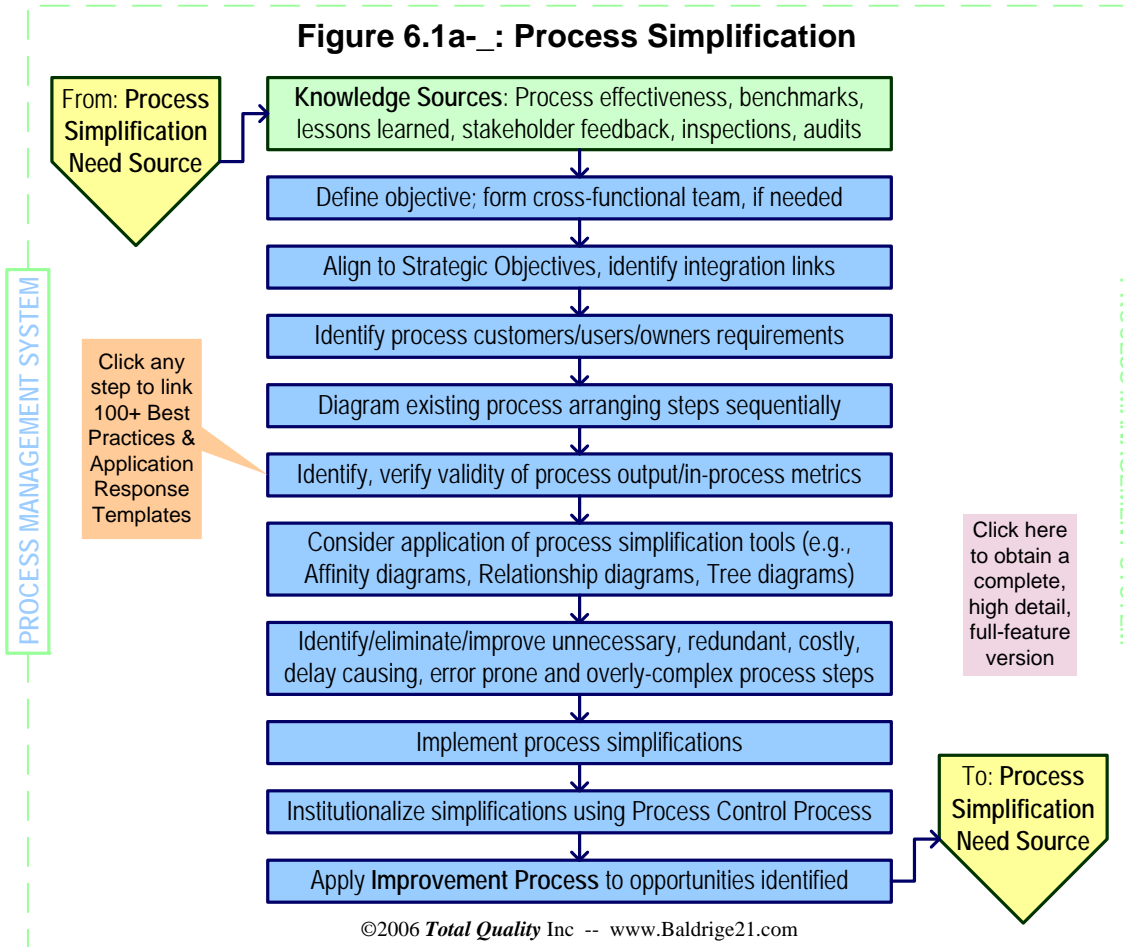 Figure 6.1a-_: Process Simplification
From: Process
Simplification
Need Source
Knowledge Sources: Process effectiveness, benchmarks,
lessons learned, stakeholder feedback, inspections, audits
Define objective; form cross-functional team, if needed
Align to Strategic Objectives, identify integration links
Identify process customers/users/owners requirements
Diagram existing process arranging steps sequentially
Identify, verify validity of process output/in-process metrics
Consider application of process simplification tools (e.g.,
Affinity diagrams, Relationship diagrams, Tree diagrams)
Identify/eliminate/improve unnecessary, redundant, costly,
delay causing, error prone and overly-complex process steps
Implement process simplifications
Institutionalize simplifications using Process Control Process
Apply Improvement Process to opportunities identified
PROCESS MANAGEMENT SYSTEM
Click any
step to link
100+ Best
Practices &
Application
Response
Templates
Click here
to obtain a
complete,
high detail,
full-feature
version
To: Process
Simplification
Need Source
©2006 Total Quality Inc -- www.Baldrige21.com